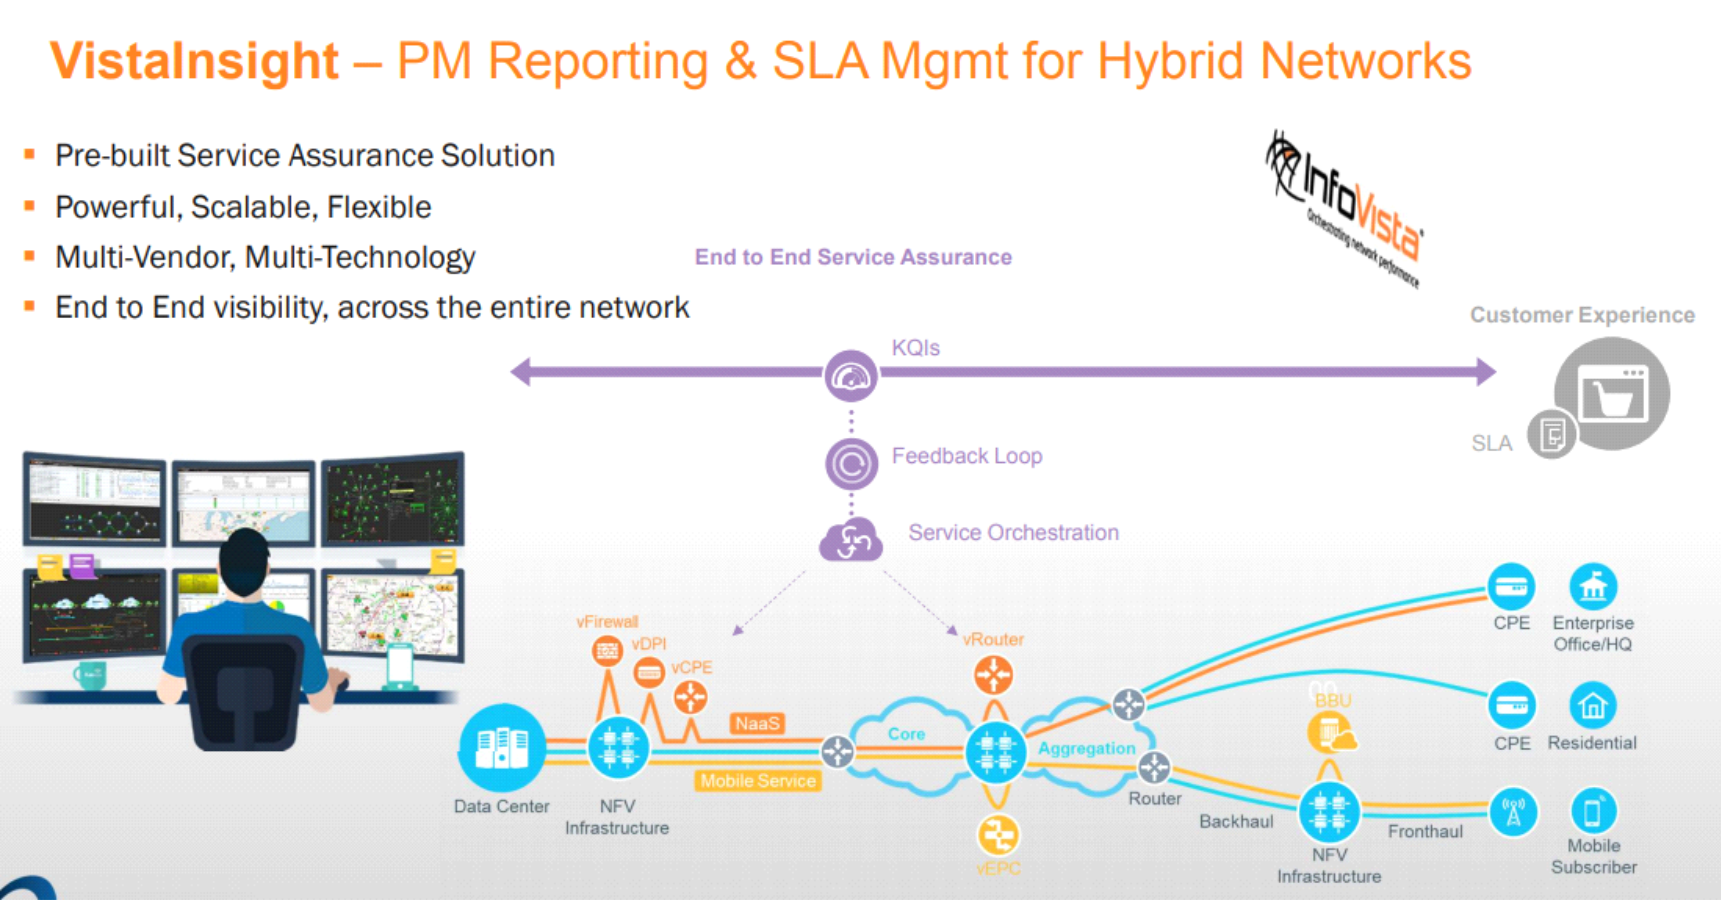 VistaInsight – PM Reporting & SLA Mgmt for Hybrid Networks
Pre-built Service Assurance Solution
Powerful, Scalable, Flexible
Multi-Vendor, Multi-Technology
End to End visibility, across the entire network
InfoVista®
Orchestrating network performance
End to End Service Assurance
Customer Experience
KQIs
SLA
Feedback Loop
Service Orchestration
vFirewall
vDPI
vCPE
vRouter
CPE
Enterprise
Office/HQ
BBU
NaaS
Core
Aggregation
CPE
Residential
Mobile Service
Data Center
NFV
Infrastructure
Router
Backhaul
Fronthaul
vEPC
NFV
Infrastructure
Mobile
Subscriber